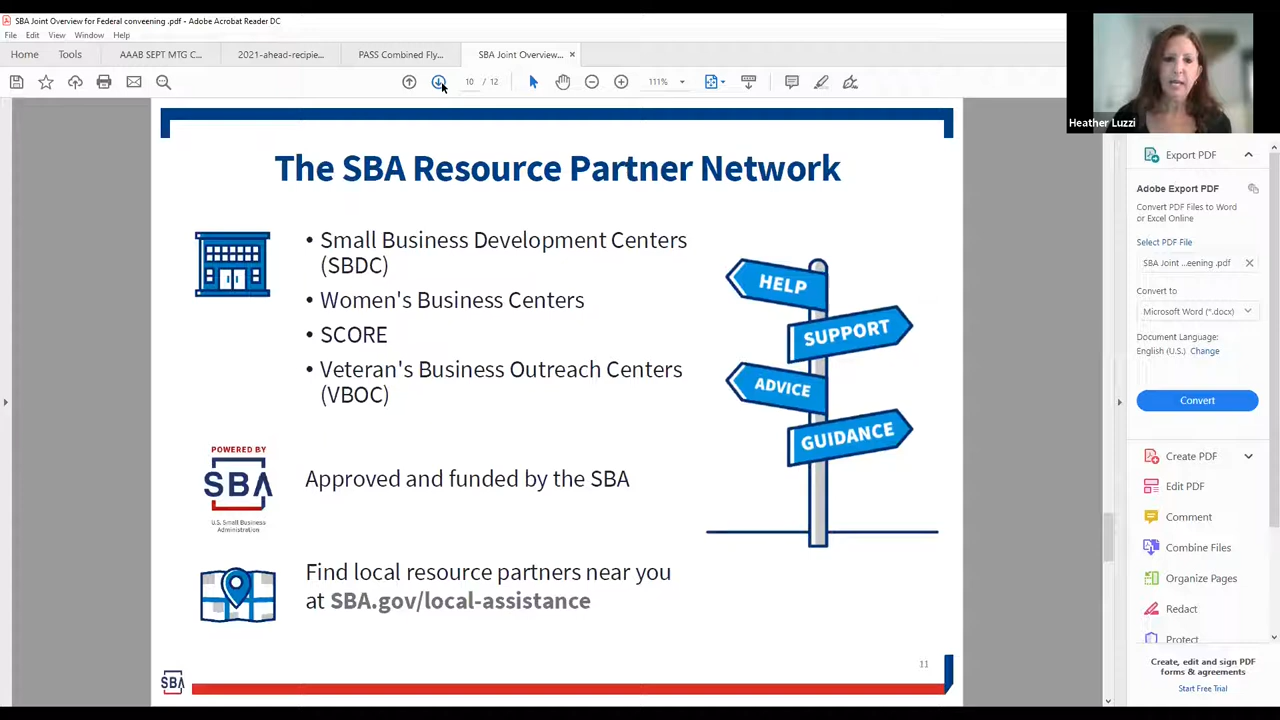 SBA Joint Overview for Federal conveening .pdf - Adobe Acrobat Reader DC
File Edit View Window Help
Home Tools AAAB SEPT MTG C... 2021-ahead-recipie... PASS Combined Fly... SBA Joint Overview... ×
10 / 12 111%
Heather Luzzi
The SBA Resource Partner Network
• Small Business Development Centers
(SBDC)
• Women's Business Centers
• SCORE
• Veteran's Business Outreach Centers
(VBOC)
HELP
SUPPORT
ADVICE
GUIDANCE
POWERED BY
SBA
U.S. Small Business
Administration
Approved and funded by the SBA
Find local resource partners near you
at SBA.gov/local-assistance
11
SBA
Export PDF
Adobe Export PDF
Convert PDF Files to Word
or Excel Online
Select PDF File
SBA Joint ...eening .pdf
Convert to
Microsoft Word (*.docx)
Document Language:
English (U.S.) Change
Convert
Create PDF
Edit PDF
Comment
Combine Files
Organize Pages
Redact
Protect
Create, edit and sign PDF
forms & agreements
Start Free Trial